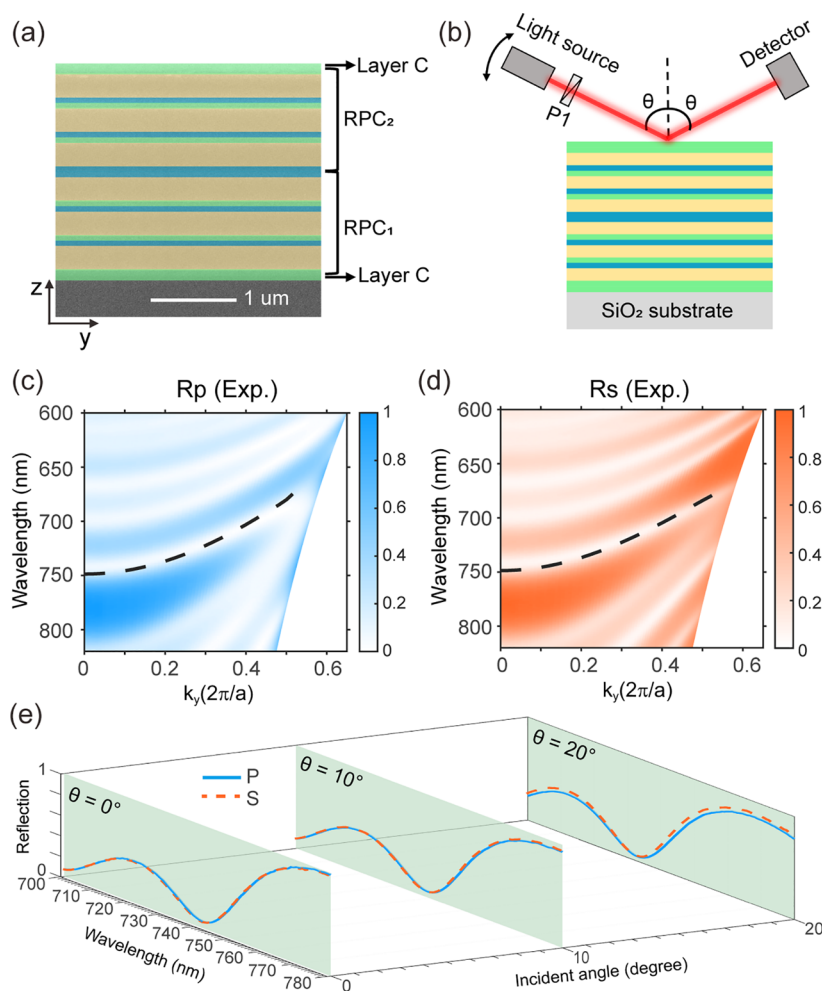 (a)
Layer C
RPC₂
RPC₁
Layer C
z
y
1 um
(b)
Light source
P1
θ θ
Detector
SiO₂ substrate
(c)
Rp (Exp.)
Wavelength (nm)
600
650
700
750
800
0 0.2 0.4 0.6
k_y(2π/a)
1
0.8
0.6
0.4
0.2
0
(d)
Rs (Exp.)
Wavelength (nm)
600
650
700
750
800
0 0.2 0.4 0.6
k_y(2π/a)
1
0.8
0.6
0.4
0.2
0
(e)
Reflection
1
0
θ = 0°
P
S
θ = 10°
θ = 20°
700
710
720
730
740
750
760
770
780
Wavelength (nm)
0
10
20
Incident angle (degree)